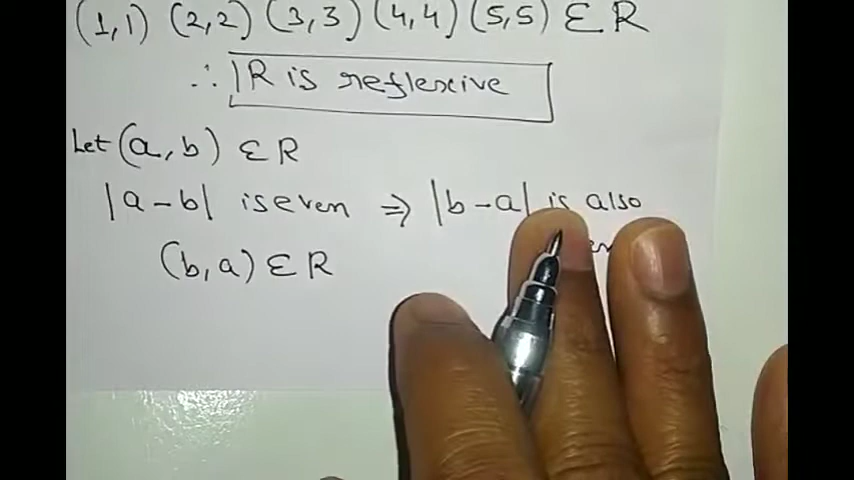 (1,1) (2,2) (3,3) (4,4) (5,5) Ɛ R
∴ R is reflexive
Let (a, b) Ɛ R
|a - b| is even ⇒ |b - a| is also
(b, a) Ɛ R